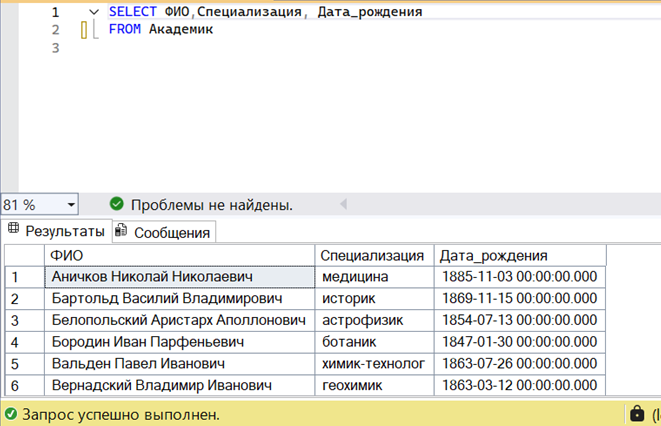 1 SELECT ФИО,Специализация, Дата_рождения
2 FROM Академик
3
81 % Проблемы не найдены.
Результаты Сообщения
ФИО Специализация Дата_рождения
1 Аничков Николай Николаевич медицина 1885-11-03 00:00:00.000
2 Бартольд Василий Владимирович историк 1869-11-15 00:00:00.000
3 Белопольский Аристарх Аполлонович астрофизик 1854-07-13 00:00:00.000
4 Бородин Иван Парфеньевич ботаник 1847-01-30 00:00:00.000
5 Вальден Павел Иванович химик-технолог 1863-07-26 00:00:00.000
6 Вернадский Владимир Иванович геохимик 1863-03-12 00:00:00.000
Запрос успешно выполнен.